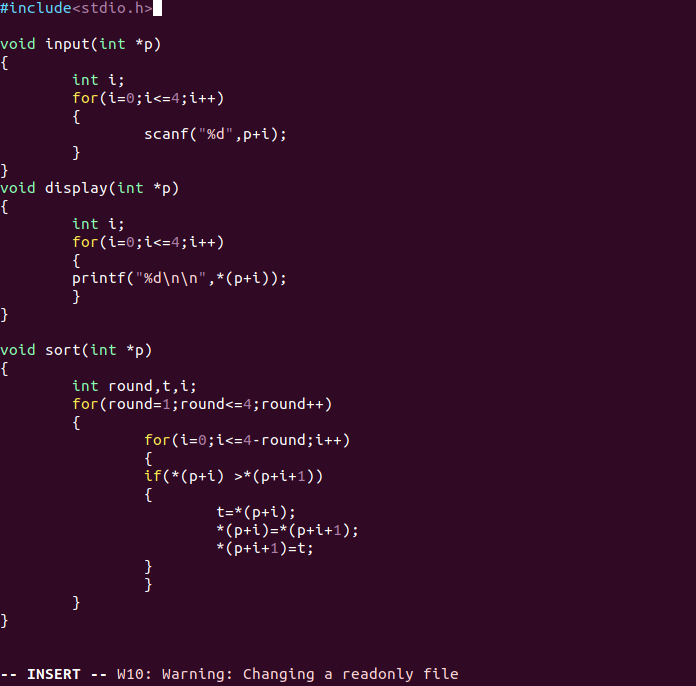 #include<stdio.h>

void input(int *p)
{
        int i;
        for(i=0;i<=4;i++)
        {
                scanf("%d",p+i);
        }
}
void display(int *p)
{
        int i;
        for(i=0;i<=4;i++)
        {
        printf("%d\n\n",*(p+i));
        }
}

void sort(int *p)
{
        int round,t,i;
        for(round=1;round<=4;round++)
        {
                for(i=0;i<=4-round;i++)
                {
                if(*(p+i) >*(p+i+1))
                {
                        t=*(p+i);
                        *(p+i)=*(p+i+1);
                        *(p+i+1)=t;
                }
                }
        }
}

-- INSERT -- W10: Warning: Changing a readonly file